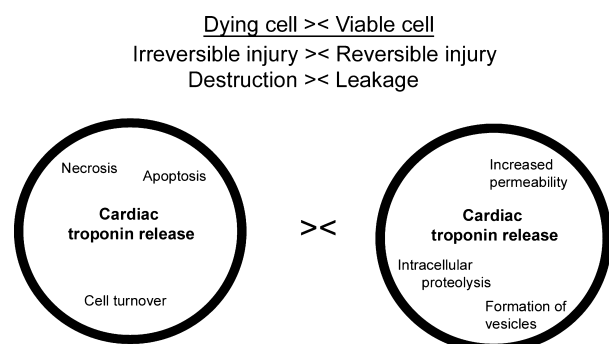 Dying cell >< Viable cell
Irreversible injury >< Reversible injury
Destruction >< Leakage
Necrosis
Apoptosis
Cardiac
troponin release
Cell turnover
><
Increased
permeability
Cardiac
troponin release
Intracellular
proteolysis
Formation of
vesicles